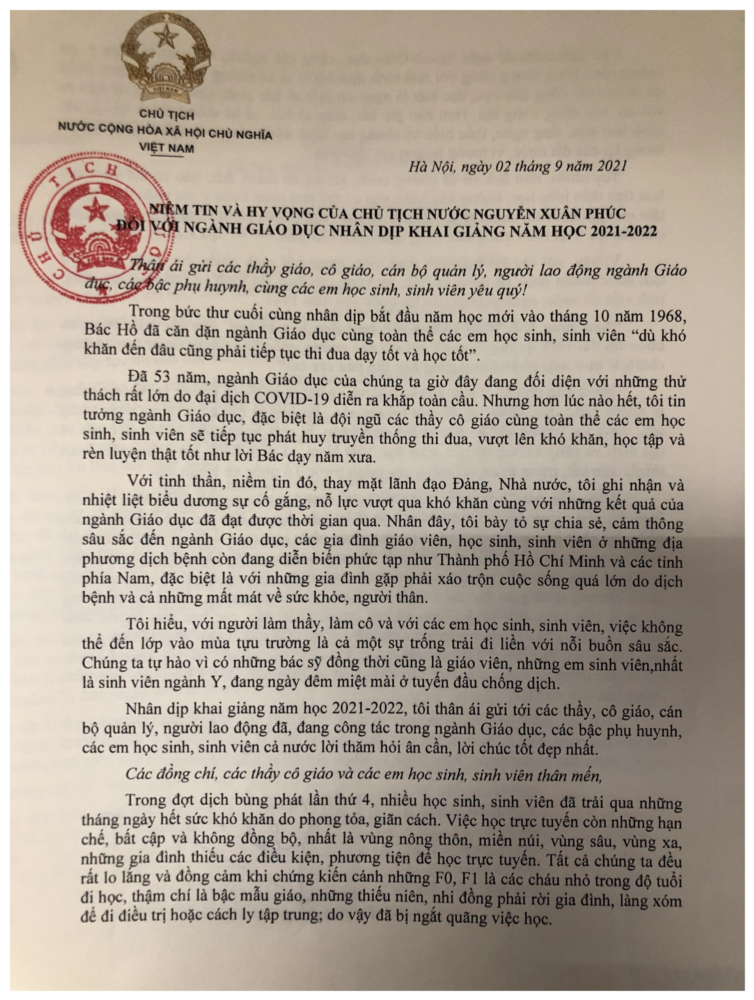 VIỆT NAM
CHỦ TỊCH
NƯỚC CỘNG HÒA XÃ HỘI CHỦ NGHĨA
VIỆT NAM
Hà Nội, ngày 02 tháng 9 năm 2021
CHỦ TỊCH NƯỚC
NIỀM TIN VÀ HY VỌNG CỦA CHỦ TỊCH NƯỚC NGUYỄN XUÂN PHÚC
ĐỐI VỚI NGÀNH GIÁO DỤC NHÂN DỊP KHAI GIẢNG NĂM HỌC 2021-2022
Thân ái gửi các thầy giáo, cô giáo, cán bộ quản lý, người lao động ngành Giáo
dục, các bậc phụ huynh, cùng các em học sinh, sinh viên yêu quý!
Trong bức thư cuối cùng nhân dịp bắt đầu năm học mới vào tháng 10 năm 1968,
Bác Hồ đã căn dặn ngành Giáo dục cùng toàn thể các em học sinh, sinh viên “dù khó
khăn đến đâu cũng phải tiếp tục thi đua dạy tốt và học tốt”.
Đã 53 năm, ngành Giáo dục của chúng ta giờ đây đang đối diện với những thử
thách rất lớn do đại dịch COVID-19 diễn ra khắp toàn cầu. Nhưng hơn lúc nào hết, tôi tin
tưởng ngành Giáo dục, đặc biệt là đội ngũ các thầy cô giáo cùng toàn thể các em học
sinh, sinh viên sẽ tiếp tục phát huy truyền thống thi đua, vượt lên khó khăn, học tập và
rèn luyện thật tốt như lời Bác dạy năm xưa.
Với tinh thần, niềm tin đó, thay mặt lãnh đạo Đảng, Nhà nước, tôi ghi nhận và
nhiệt liệt biểu dương sự cố gắng, nỗ lực vượt qua khó khăn cùng với những kết quả của
ngành Giáo dục đã đạt được thời gian qua. Nhân đây, tôi bày tỏ sự chia sẻ, cảm thông
sâu sắc đến ngành Giáo dục, các gia đình giáo viên, học sinh, sinh viên ở những địa
phương dịch bệnh còn đang diễn biến phức tạp như Thành phố Hồ Chí Minh và các tỉnh
phía Nam, đặc biệt là với những gia đình gặp phải xáo trộn cuộc sống quá lớn do dịch
bệnh và cả những mất mát về sức khỏe, người thân.
Tôi hiểu, với người làm thầy, làm cô và với các em học sinh, sinh viên, việc không
thể đến lớp vào mùa tựu trường là cả một sự trống trải đi liền với nỗi buồn sâu sắc.
Chúng ta tự hào vì có những bác sỹ đồng thời cũng là giáo viên, những em sinh viên,nhất
là sinh viên ngành Y, đang ngày đêm miệt mài ở tuyến đầu chống dịch.
Nhân dịp khai giảng năm học 2021-2022, tôi thân ái gửi tới các thầy, cô giáo, cán
bộ quản lý, người lao động đã, đang công tác trong ngành Giáo dục, các bậc phụ huynh,
các em học sinh, sinh viên cả nước lời thăm hỏi ân cần, lời chúc tốt đẹp nhất.
Các đồng chí, các thầy cô giáo và các em học sinh, sinh viên thân mến,
Trong đợt dịch bùng phát lần thứ 4, nhiều học sinh, sinh viên đã trải qua những
tháng ngày hết sức khó khăn do phong tỏa, giãn cách. Việc học trực tuyến còn những hạn
chế, bất cập và không đồng bộ, nhất là vùng nông thôn, miền núi, vùng sâu, vùng xa,
những gia đình thiếu các điều kiện, phương tiện để học trực tuyến. Tất cả chúng ta đều
rất lo lắng và đồng cảm khi chứng kiến cảnh những F0, F1 là các cháu nhỏ trong độ tuổi
đi học, thậm chí là bậc mẫu giáo, những thiếu niên, nhi đồng phải rời gia đình, làng xóm
để đi điều trị hoặc cách ly tập trung; do vậy đã bị ngắt quãng việc học.